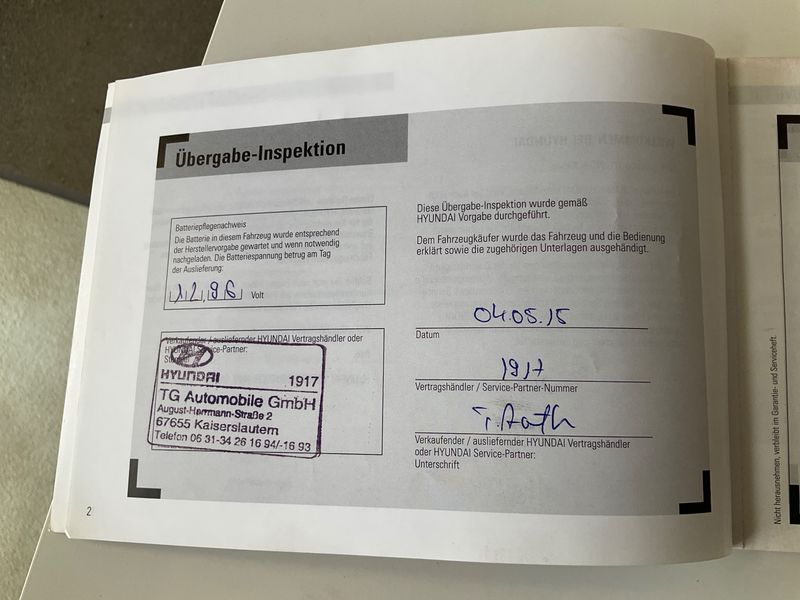 Übergabe-Inspektion
Batteriepflegenachweis
Die Batterie in diesem Fahrzeug wurde entsprechend
der Herstellervorgabe gewartet und wenn notwendig
nachgeladen. Die Batteriespannung betrug am Tag
der Auslieferung:
12,96 Volt
Verkaufender / ausliefernder HYUNDAI Vertragshändler oder
HYUNDAI Service-Partner:
HYUNDAI 1917
TG Automobile GmbH
August-Herrmann-Straße 2
67655 Kaiserslautern
Telefon 06 31-34 26 16 94/-16 93
Diese Übergabe-Inspektion wurde gemäß
HYUNDAI Vorgabe durchgeführt.
Dem Fahrzeugkäufer wurde das Fahrzeug und die Bedienung
erklärt sowie die zugehörigen Unterlagen ausgehändigt.
04.05.15
Datum
1917
Vertragshändler / Service-Partner-Nummer
Verkaufender / ausliefernder HYUNDAI Vertragshändler
oder HYUNDAI Service-Partner:
Unterschrift
2
Nicht herausnehmen, verbleibt im Garantie- und Serviceheft.